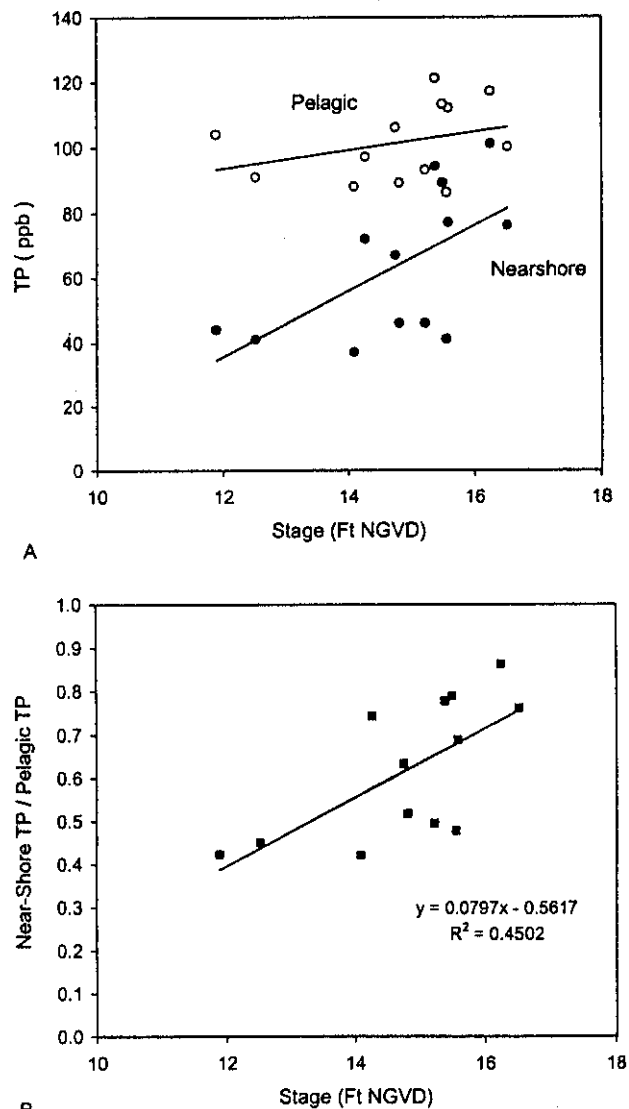 140
120
100
80
60
40
20
0
TP ( ppb)
Pelagic
Nearshore
10 12 14 16 18
Stage (Ft NGVD)
A
1.0
0.9
0.8
0.7
0.6
0.5
0.4
0.3
0.2
0.1
0.0
Near-Shore TP / Pelagic TP
y = 0.0797x - 0.5617
R² = 0.4502
10 12 14 16 18
Stage (Ft NGVD)